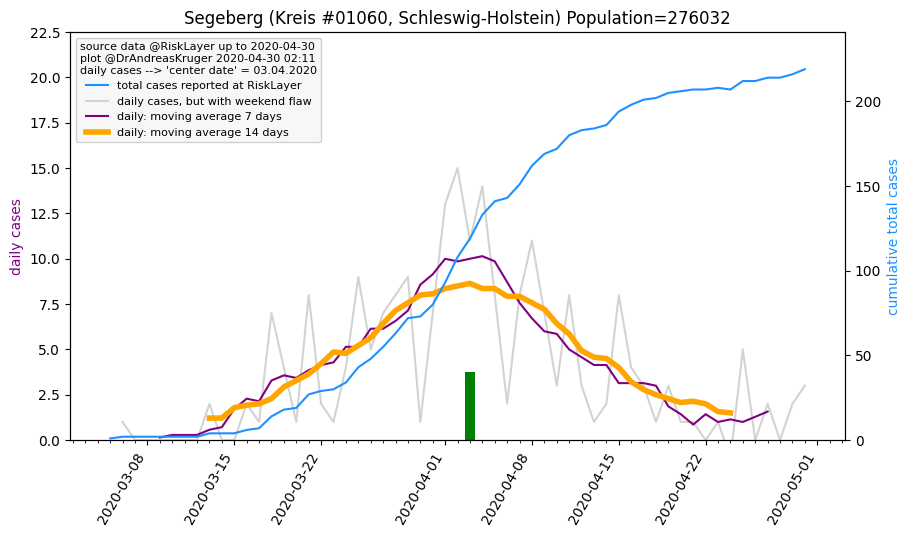 Segeberg (Kreis #01060, Schleswig-Holstein) Population=276032
source data @RiskLayer up to 2020-04-30
plot @DrAndreasKruger 2020-04-30 02:11
daily cases --> 'center date' = 03.04.2020
total cases reported at RiskLayer
daily cases, but with weekend flaw
daily: moving average 7 days
daily: moving average 14 days
daily cases
22.5
20.0
17.5
15.0
12.5
10.0
7.5
5.0
2.5
0.0
cumulative total cases
200
150
100
50
0
2020-03-08
2020-03-15
2020-03-22
2020-04-01
2020-04-08
2020-04-15
2020-04-22
2020-05-01